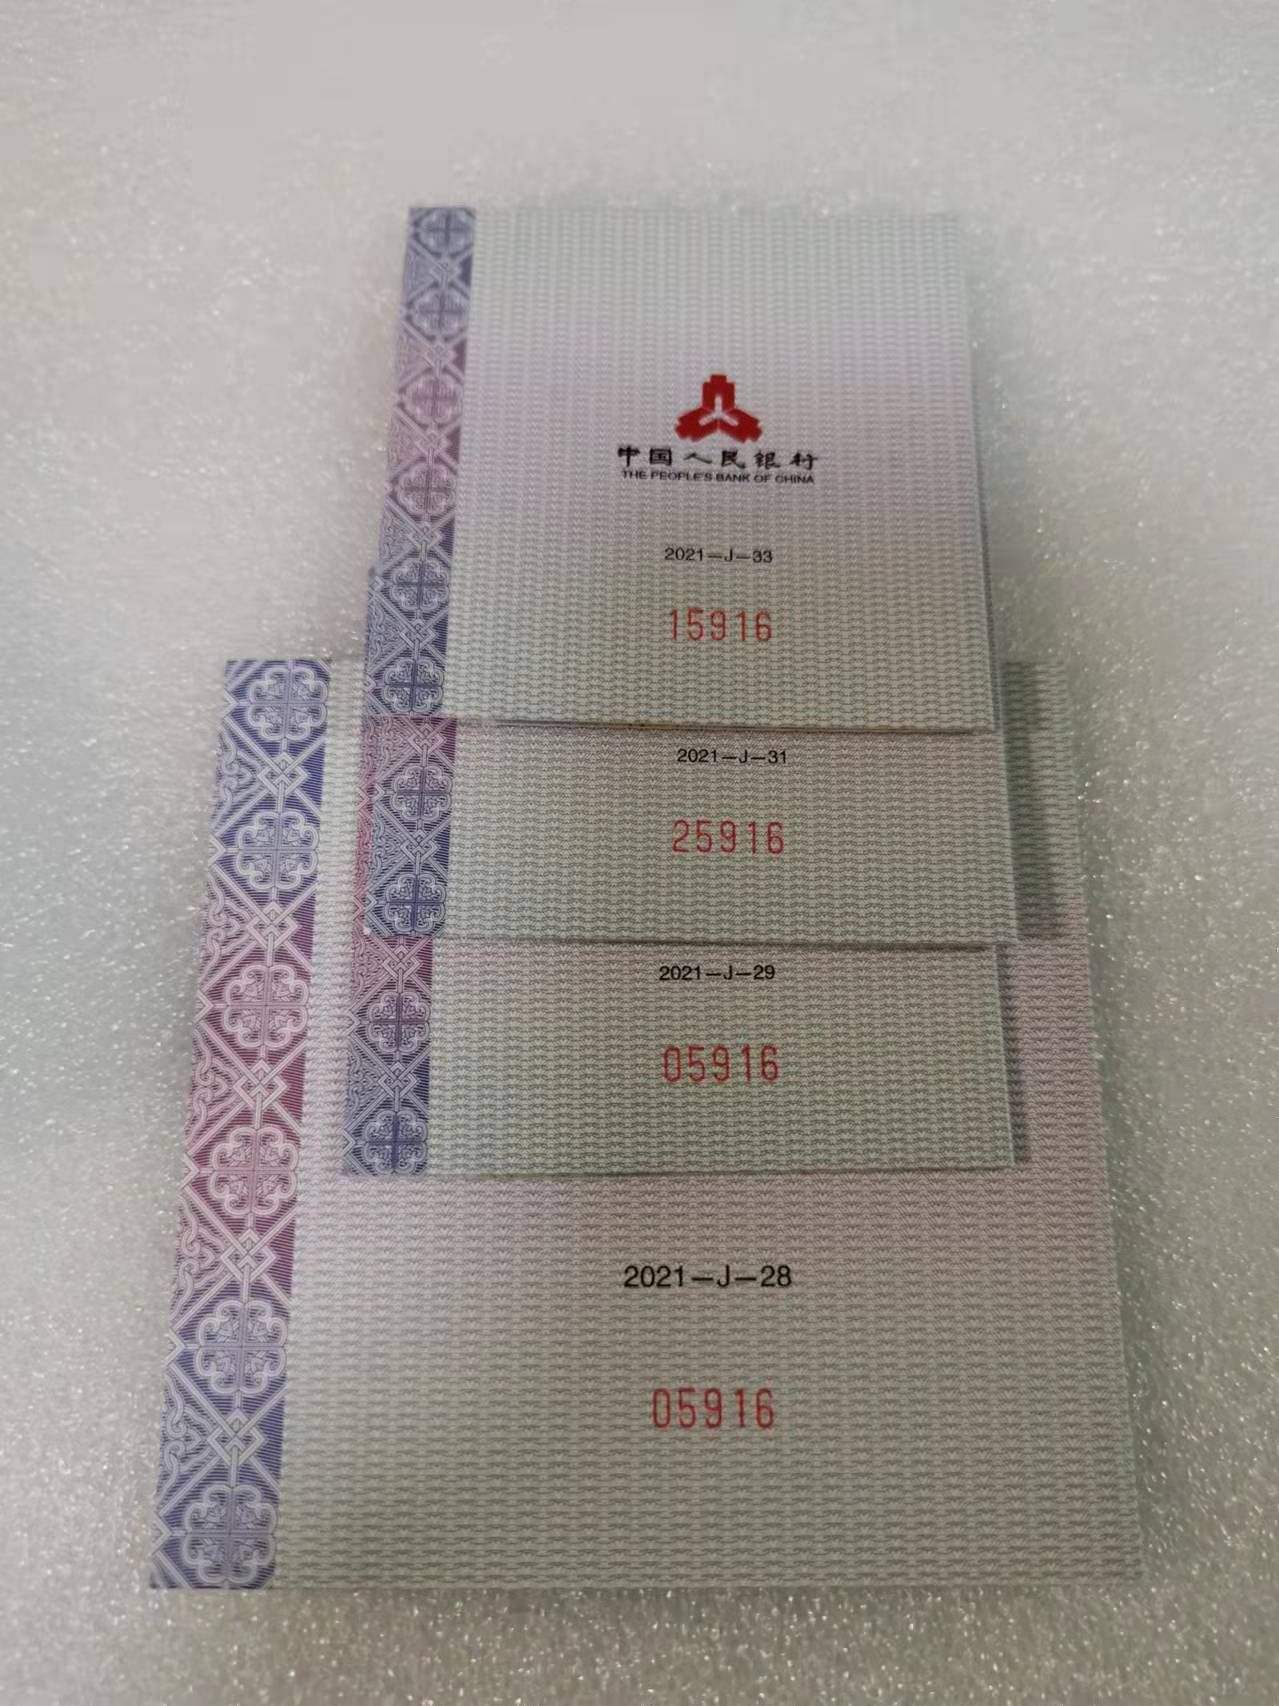 中国人民银行
THE PEOPLE'S BANK OF CHINA
2021-J-33
15916
2021-J-31
25916
2021-J-29
05916
2021-J-28
05916